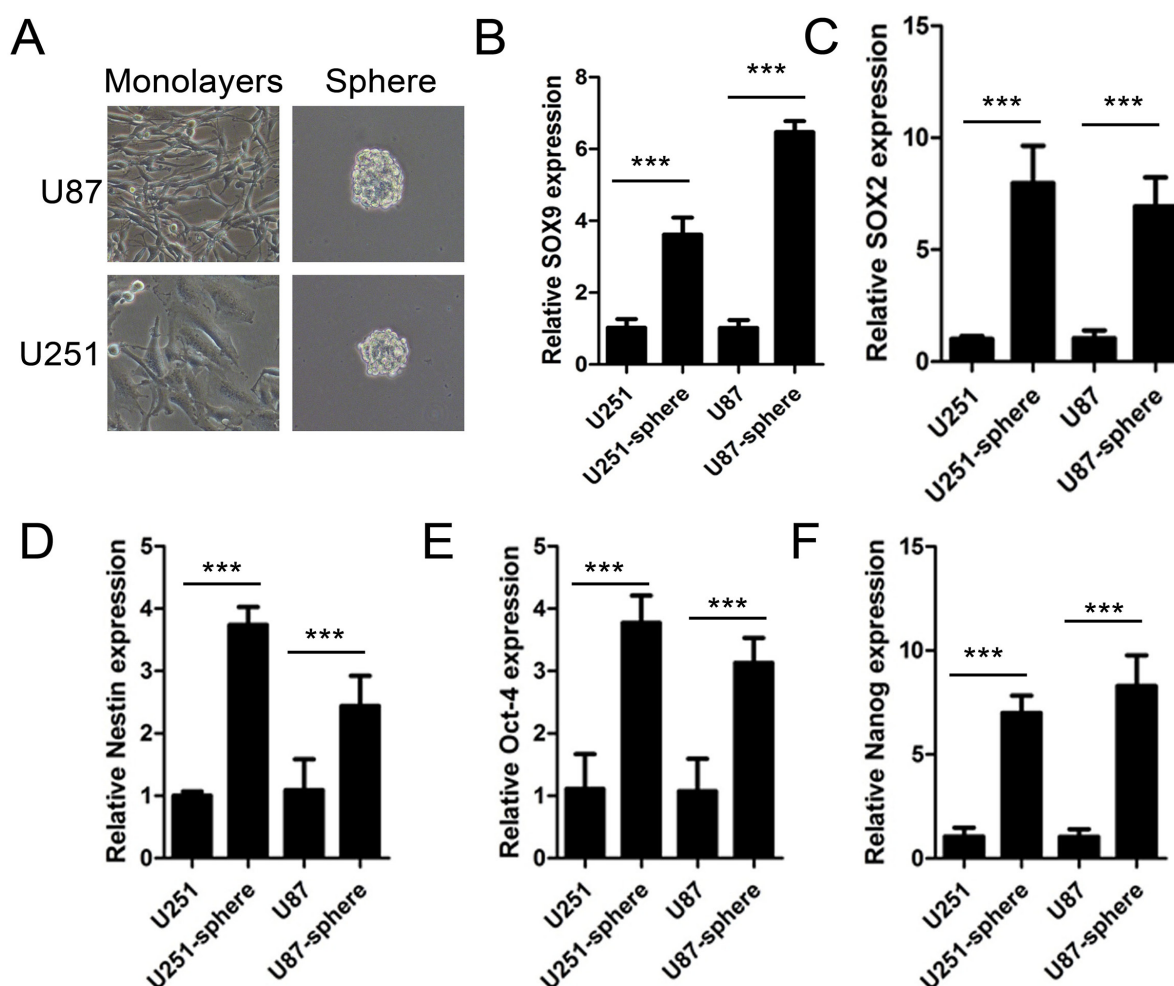 A
Monolayers Sphere
U87
U251
B
Relative SOX9 expression
8
6
4
2
0
***
***
U251
U251-sphere
U87
U87-sphere
C
Relative SOX2 expression
15
10
5
0
***
***
U251
U251-sphere
U87
U87-sphere
D
Relative Nestin expression
5
4
3
2
1
0
***
***
U251
U251-sphere
U87
U87-sphere
E
Relative Oct-4 expression
5
4
3
2
1
0
***
***
U251
U251-sphere
U87
U87-sphere
F
Relative Nanog expression
15
10
5
0
***
***
U251
U251-sphere
U87
U87-sphere